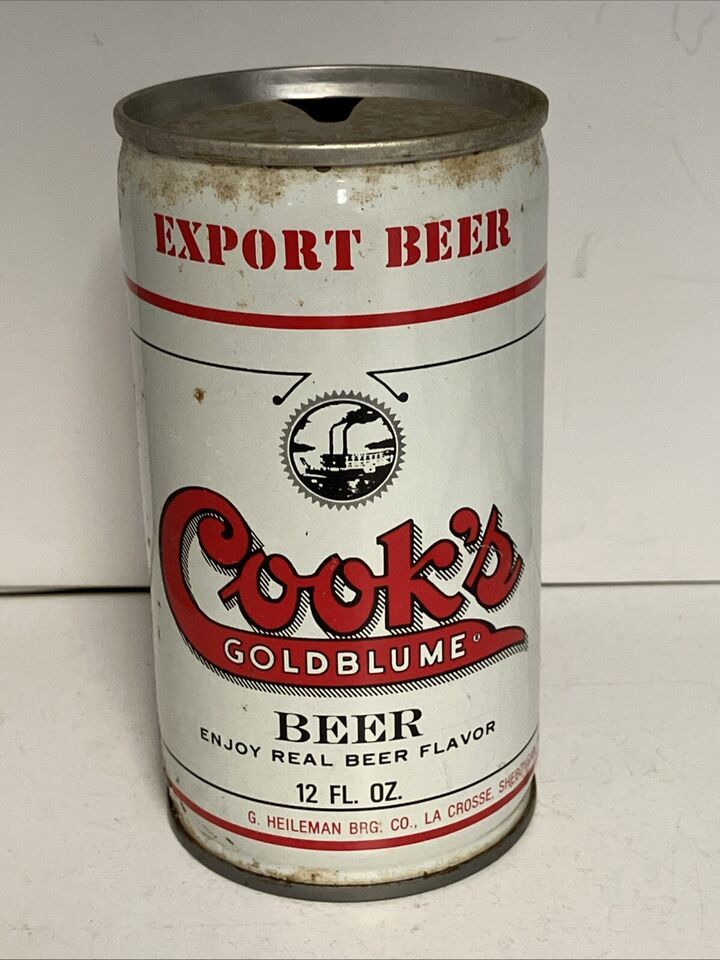 EXPORT BEER
Cook's
GOLDBLUME®
BEER
ENJOY REAL BEER FLAVOR
12 FL. OZ.
G. HEILEMAN BRG. CO., LA CROSSE,